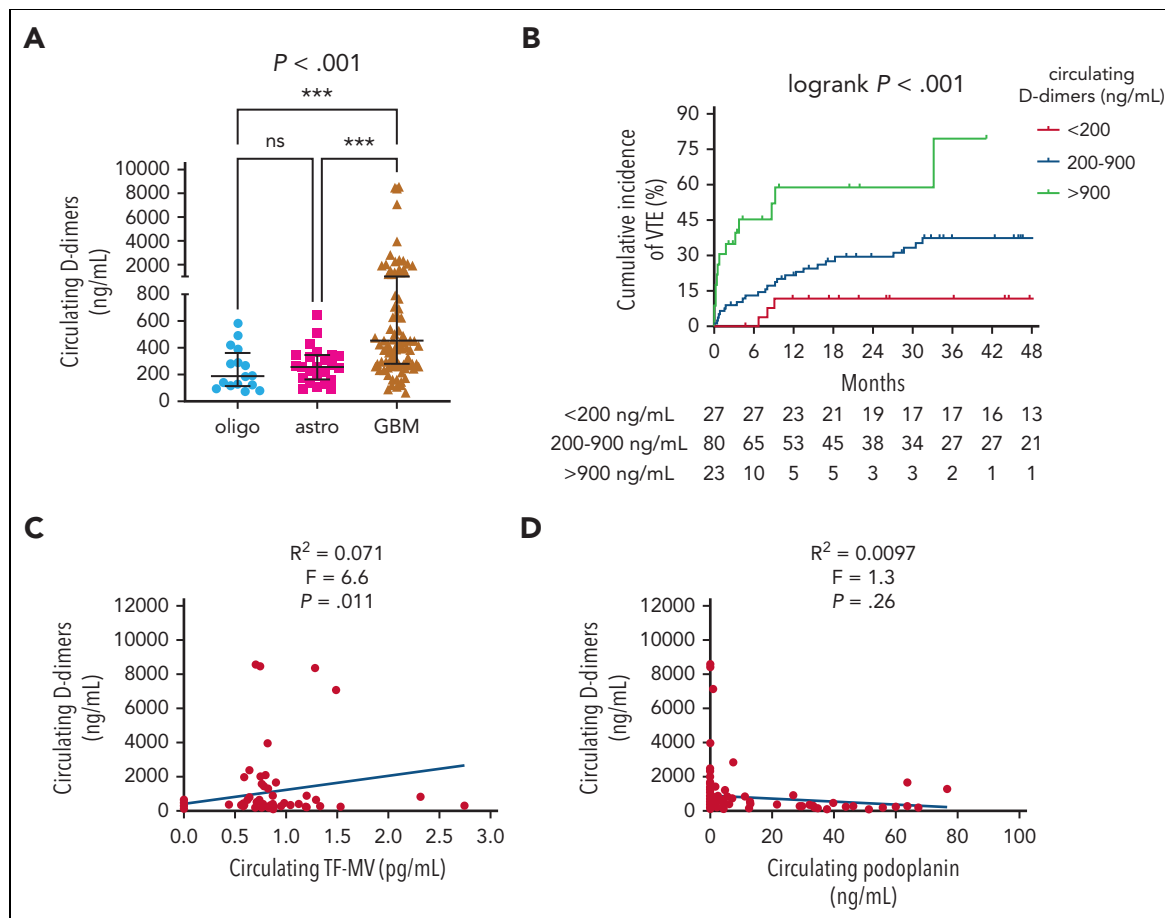 A
P < .001
***
ns
***
Circulating D-dimers
(ng/mL)
10000
8000
6000
4000
2000
800
600
400
200
0
oligo
astro
GBM
B
logrank P < .001
circulating
D-dimers (ng/mL)
<200
200-900
>900
Cumulative incidence
of VTE (%)
90
75
60
45
30
15
0
0 6 12 18 24 30 36 42 48
Months
<200 ng/mL 27 27 23 21 19 17 17 16 13
200-900 ng/mL 80 65 53 45 38 34 27 27 21
>900 ng/mL 23 10 5 5 3 3 2 1 1
C
R² = 0.071
F = 6.6
P = .011
Circulating D-dimers
(ng/mL)
12000
10000
8000
6000
4000
2000
0
0.0 0.5 1.0 1.5 2.0 2.5 3.0
Circulating TF-MV (pg/mL)
D
R² = 0.0097
F = 1.3
P = .26
Circulating D-dimers
(ng/mL)
12000
10000
8000
6000
4000
2000
0
0 20 40 60 80 100
Circulating podoplanin
(ng/mL)